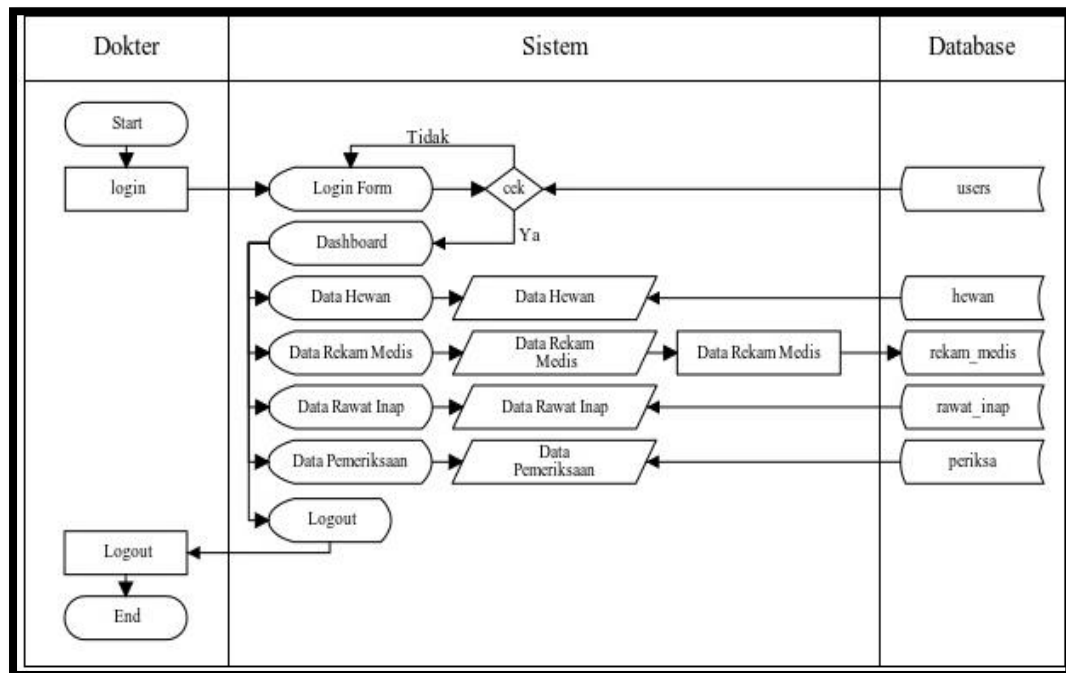 Dokter
Sistem
Database
Start
Tidak
login
Login Form
cek
users
Ya
Dashboard
Data Hewan
Data Hewan
hewan
Data Rekam Medis
Data Rekam
Medis
Data Rekam Medis
rekam_medis
Data Rawat Inap
Data Rawat Inap
rawat_inap
Data Pemeriksaan
Data
Pemeriksaan
periksa
Logout
Logout
End